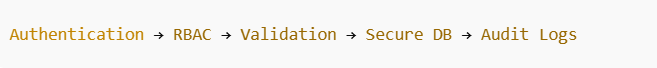 Authentication → RBAC → Validation → Secure DB → Audit Logs